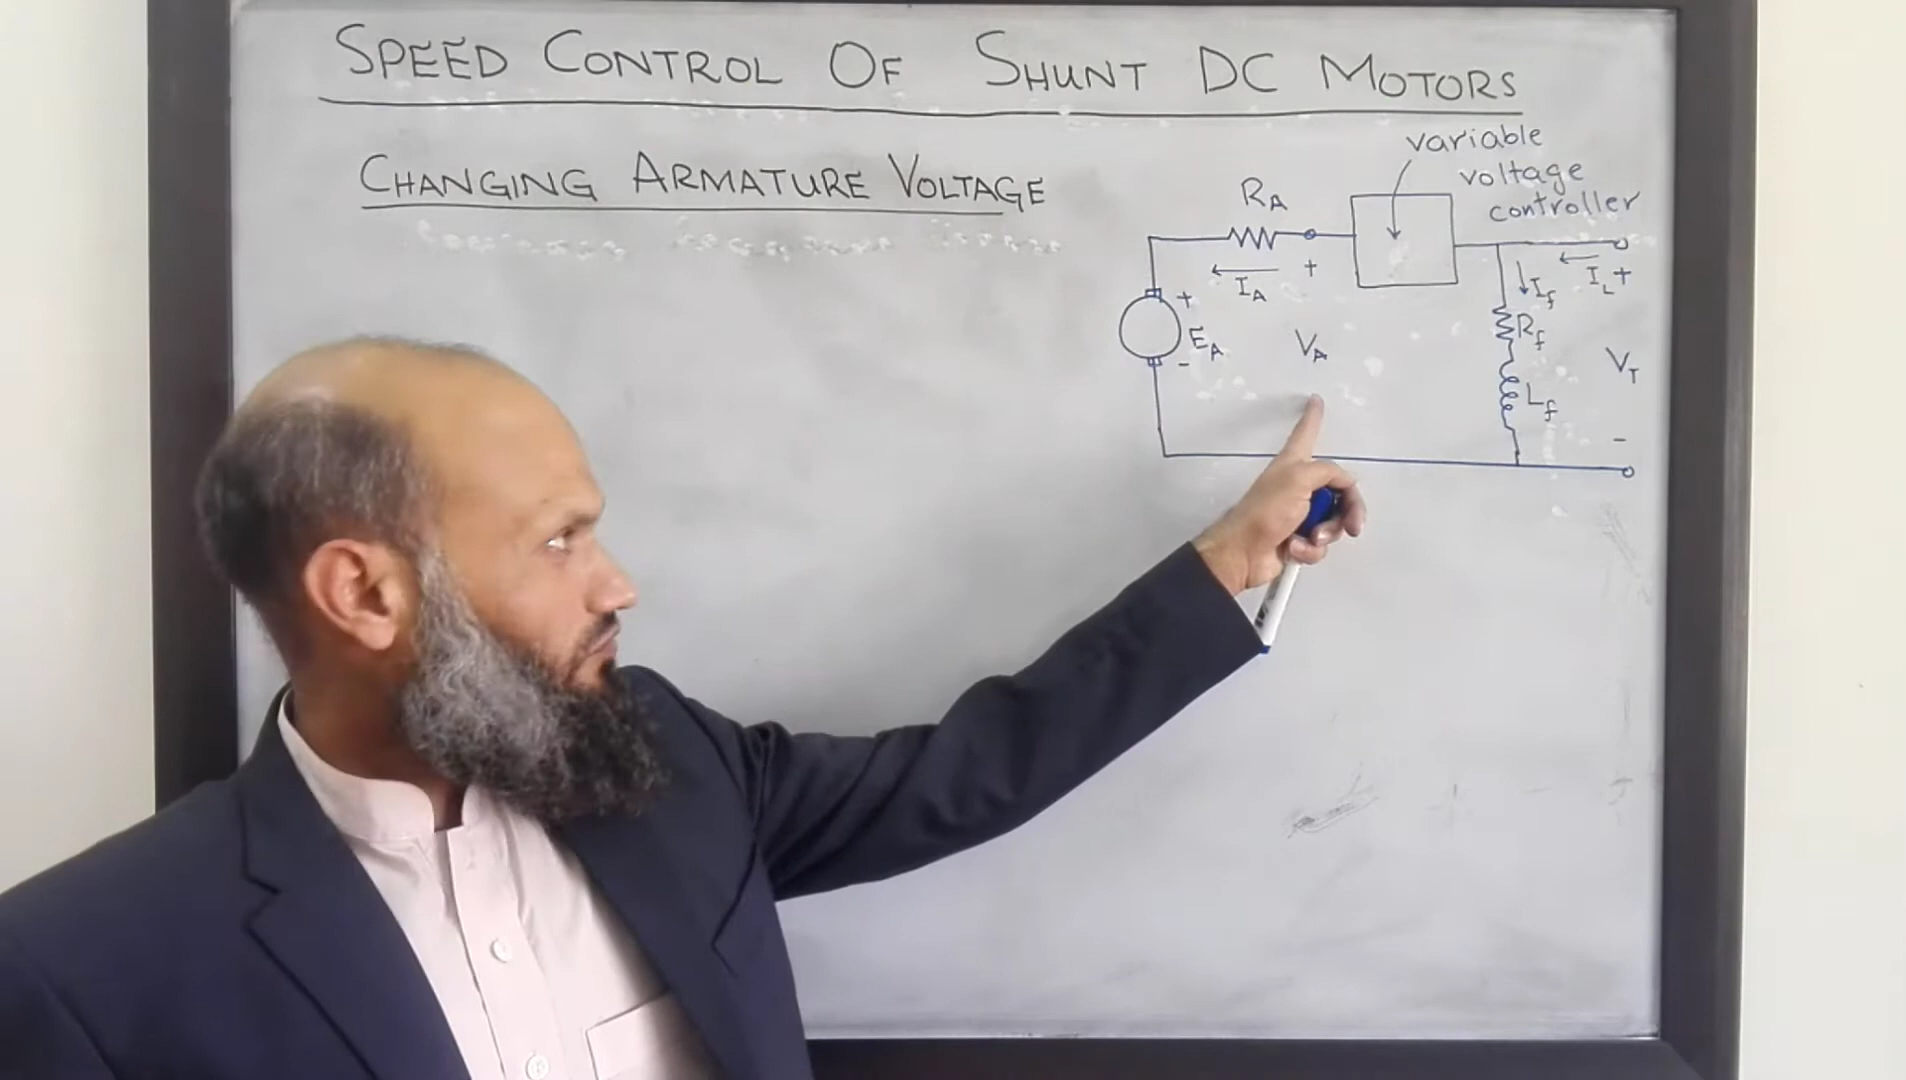 SPEED CONTROL OF SHUNT DC MOTORS
CHANGING ARMATURE VOLTAGE
variable
voltage
controller
RA
IA
+
+
EA
-
VA
If
IL
+
Rf
Lf
VT
-